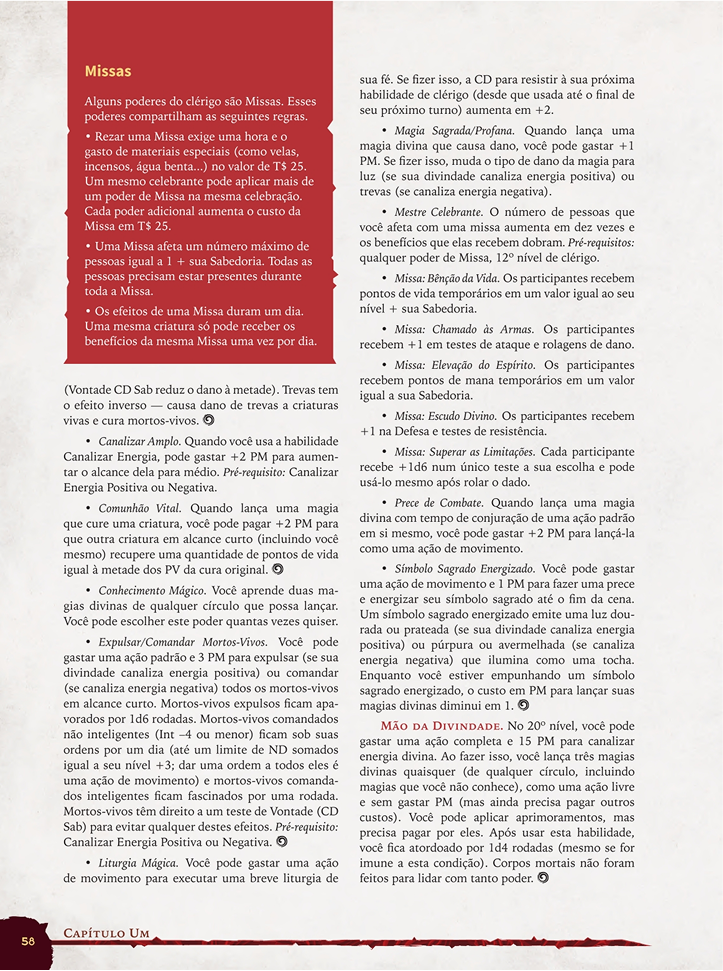 Missas
Alguns poderes do clérigo são Missas. Esses
poderes compartilham as seguintes regras.
• Rezar uma Missa exige uma hora e o
gasto de materiais especiais (como velas,
incensos, água benta...) no valor de T$ 25.
Um mesmo celebrante pode aplicar mais de
um poder de Missa na mesma celebração.
Cada poder adicional aumenta o custo da
Missa em T$ 25.
• Uma Missa afeta um número máximo de
pessoas igual a 1 + sua Sabedoria. Todas as
pessoas precisam estar presentes durante
toda a Missa.
• Os efeitos de uma Missa duram um dia.
Uma mesma criatura só pode receber os
benefícios da mesma Missa uma vez por dia.
(Vontade CD Sab reduz o dano à metade). Trevas tem
o efeito inverso — causa dano de trevas a criaturas
vivas e cura mortos-vivos.
• Canalizar Amplo. Quando você usa a habilidade
Canalizar Energia, pode gastar +2 PM para aumen-
tar o alcance dela para médio. Pré-requisito: Canalizar
Energia Positiva ou Negativa.
• Comunhão Vital. Quando lança uma magia
que cure uma criatura, você pode pagar +2 PM para
que outra criatura em alcance curto (incluindo você
mesmo) recupere uma quantidade de pontos de vida
igual à metade dos PV da cura original.
• Conhecimento Mágico. Você aprende duas ma-
gias divinas de qualquer círculo que possa lançar.
Você pode escolher este poder quantas vezes quiser.
• Expulsar/Comandar Mortos-Vivos. Você pode
gastar uma ação padrão e 3 PM para expulsar (se sua
divindade canaliza energia positiva) ou comandar
(se canaliza energia negativa) todos os mortos-vivos
em alcance curto. Mortos-vivos expulsos ficam apa-
vorados por 1d6 rodadas. Mortos-vivos comandados
não inteligentes (Int –4 ou menor) ficam sob suas
ordens por um dia (até um limite de ND somados
igual a seu nível +3; dar uma ordem a todos eles é
uma ação de movimento) e mortos-vivos comanda-
dos inteligentes ficam fascinados por uma rodada.
Mortos-vivos têm direito a um teste de Vontade (CD
Sab) para evitar qualquer destes efeitos. Pré-requisito:
Canalizar Energia Positiva ou Negativa.
• Liturgia Mágica. Você pode gastar uma ação
de movimento para executar uma breve liturgia de
sua fé. Se fizer isso, a CD para resistir à sua próxima
habilidade de clérigo (desde que usada até o final de
seu próximo turno) aumenta em +2.
• Magia Sagrada/Profana. Quando lança uma
magia divina que causa dano, você pode gastar +1
PM. Se fizer isso, muda o tipo de dano da magia para
luz (se sua divindade canaliza energia positiva) ou
trevas (se canaliza energia negativa).
• Mestre Celebrante. O número de pessoas que
você afeta com uma missa aumenta em dez vezes e
os benefícios que elas recebem dobram. Pré-requisitos:
qualquer poder de Missa, 12º nível de clérigo.
• Missa: Bênção da Vida. Os participantes recebem
pontos de vida temporários em um valor igual ao seu
nível + sua Sabedoria.
• Missa: Chamado às Armas. Os participantes
recebem +1 em testes de ataque e rolagens de dano.
• Missa: Elevação do Espírito. Os participantes
recebem pontos de mana temporários em um valor
igual a sua Sabedoria.
• Missa: Escudo Divino. Os participantes recebem
+1 na Defesa e testes de resistência.
• Missa: Superar as Limitações. Cada participante
recebe +1d6 num único teste a sua escolha e pode
usá-lo mesmo após rolar o dado.
• Prece de Combate. Quando lança uma magia
divina com tempo de conjuração de uma ação padrão
em si mesmo, você pode gastar +2 PM para lançá-la
como uma ação de movimento.
• Símbolo Sagrado Energizado. Você pode gastar
uma ação de movimento e 1 PM para fazer uma prece
e energizar seu símbolo sagrado até o fim da cena.
Um símbolo sagrado energizado emite uma luz dou-
rada ou prateada (se sua divindade canaliza energia
positiva) ou púrpura ou avermelhada (se canaliza
energia negativa) que ilumina como uma tocha.
Enquanto você estiver empunhando um símbolo
sagrado energizado, o custo em PM para lançar suas
magias divinas diminui em 1.
Mão da Divindade. No 20º nível, você pode
gastar uma ação completa e 15 PM para canalizar
energia divina. Ao fazer isso, você lança três magias
divinas quaisquer (de qualquer círculo, incluindo
magias que você não conhece), como uma ação livre
e sem gastar PM (mas ainda precisa pagar outros
custos). Você pode aplicar aprimoramentos, mas
precisa pagar por eles. Após usar esta habilidade,
você fica atordoado por 1d4 rodadas (mesmo se for
imune a esta condição). Corpos mortais não foram
feitos para lidar com tanto poder.
58
Capítulo Um